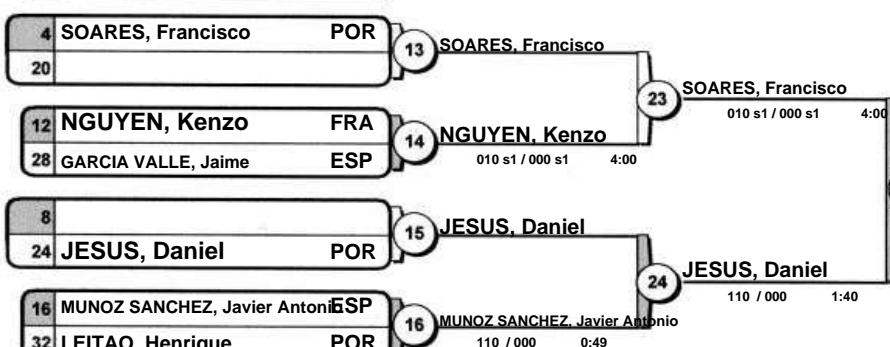 4 SOARES, Francisco POR
20
13 SOARES, Francisco
12 NGUYEN, Kenzo FRA
28 GARCIA VALLE, Jaime ESP
14 NGUYEN, Kenzo
010 s1 / 000 s1 4:00
23 SOARES, Francisco
010 s1 / 000 s1 4:00
8
24 JESUS, Daniel POR
15 JESUS, Daniel
16 MUNOZ SANCHEZ, Javier Antonio ESP
32 LEITAO, Henrique POR
16 MUNOZ SANCHEZ, Javier Antonio
110 / 000 0:49
24 JESUS, Daniel
110 / 000 1:40